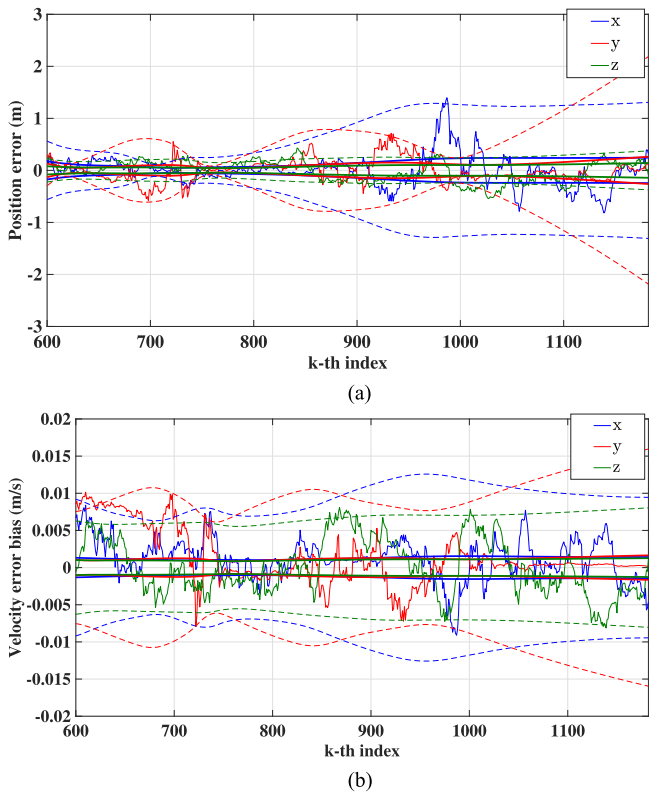 3
2
1
0
-1
-2
-3
Position error (m)
x
y
z
600 700 800 900 1000 1100
k-th index
(a)
0.02
0.015
0.01
0.005
0
-0.005
-0.01
-0.015
-0.02
Velocity error bias (m/s)
x
y
z
600 700 800 900 1000 1100
k-th index
(b)